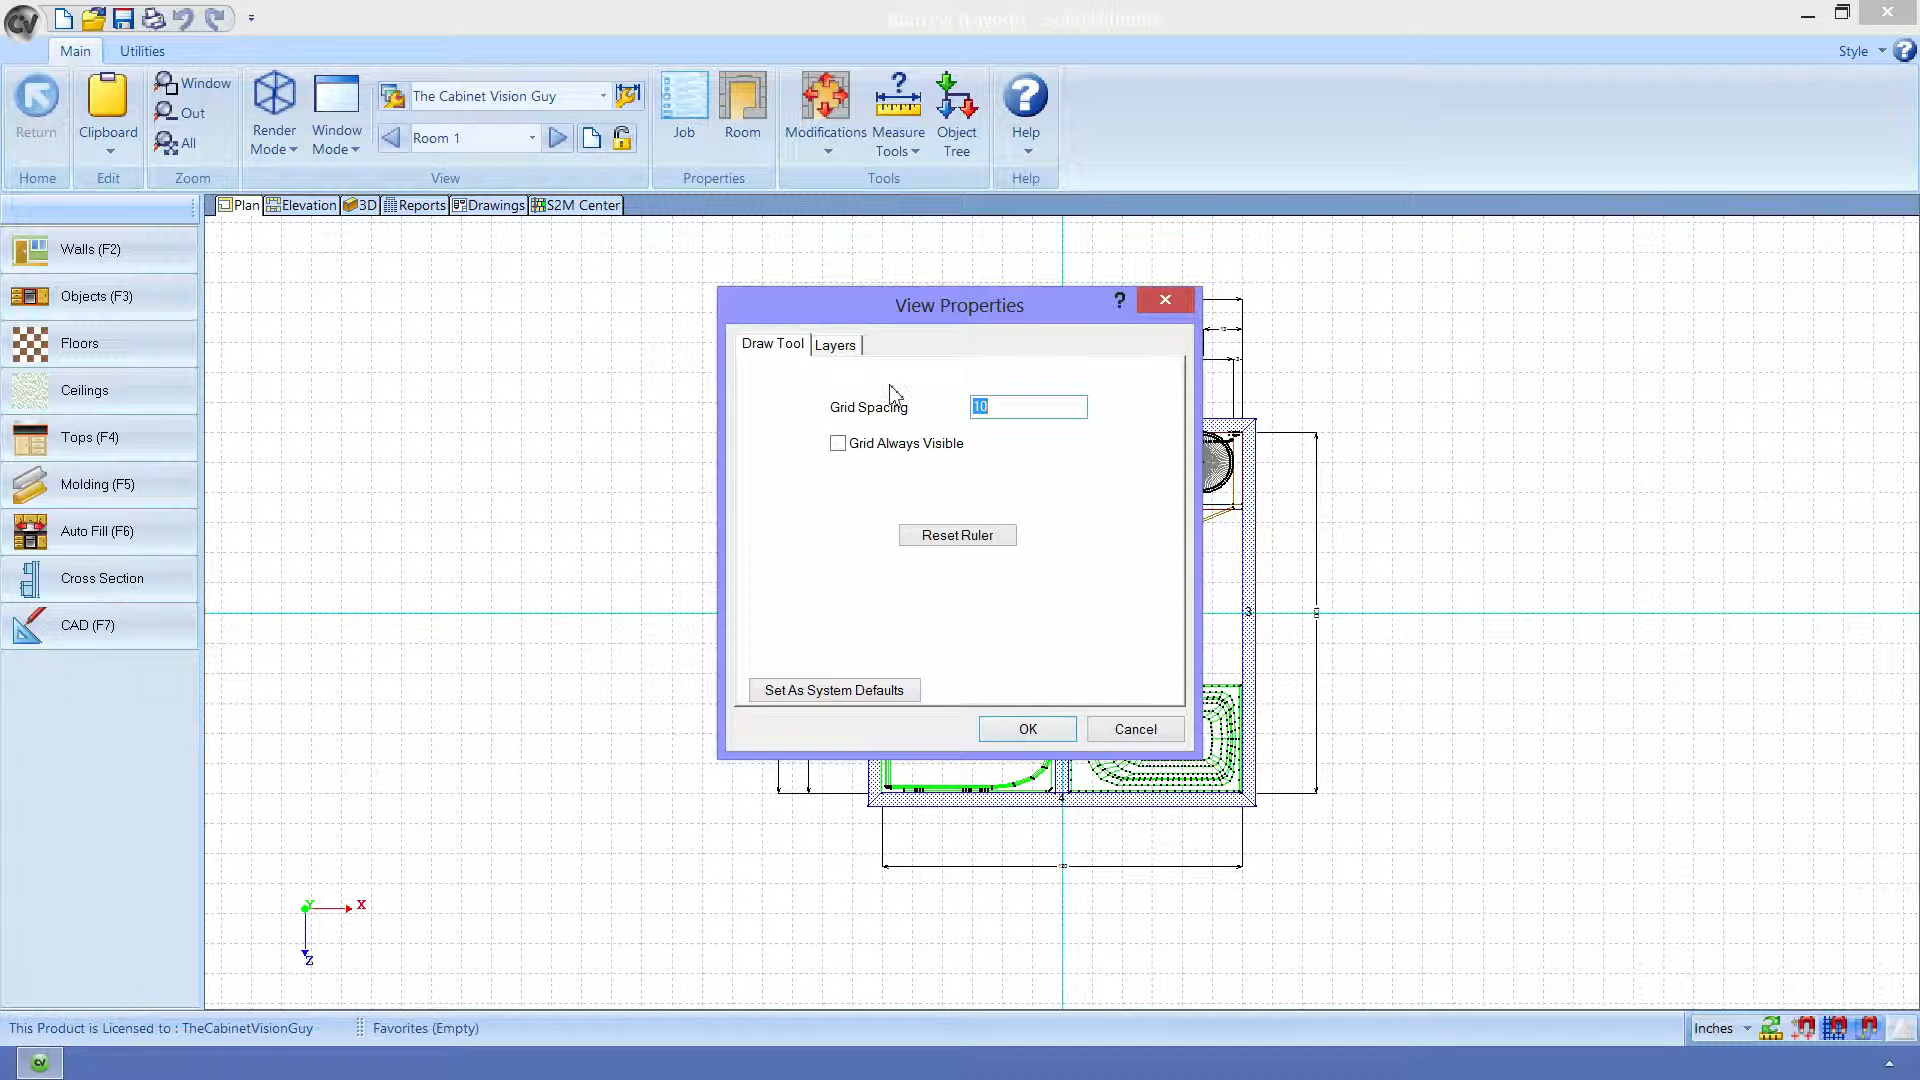 Main
Utilities
Style
Return
Clipboard
Window
Out
All
Render
Mode
Window
Mode
The Cabinet Vision Guy
Room 1
Job
Room
Modifications
Measure
Tools
Object
Tree
Help
Home
Edit
Zoom
View
Properties
Tools
Help
Plan
Elevation
3D
Reports
Drawings
S2M Center
Walls (F2)
Objects (F3)
Floors
Ceilings
Tops (F4)
Molding (F5)
Auto Fill (F6)
Cross Section
CAD (F7)
View Properties
?
Draw Tool
Layers
Grid Spacing
10
Grid Always Visible
Reset Ruler
Set As System Defaults
OK
Cancel
3
4
Y
X
Z
This Product is Licensed to : TheCabinetVisionGuy
Favorites (Empty)
Inches